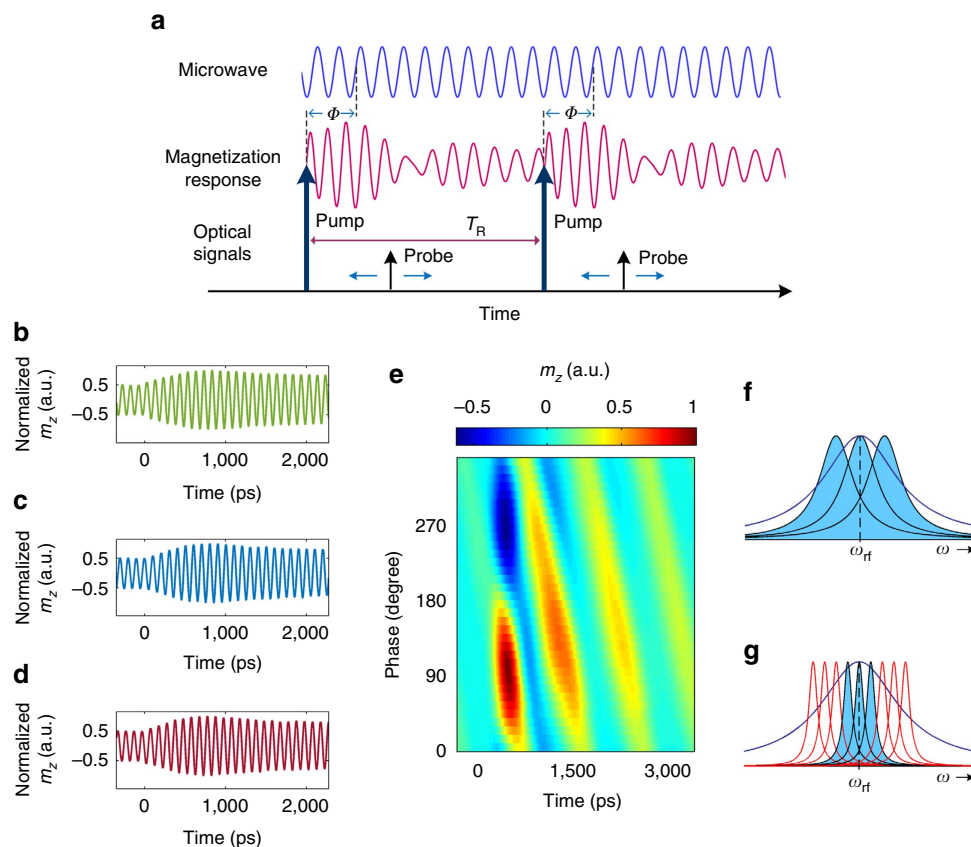 a
Microwave
Φ
Φ
Magnetization
response
Pump
Pump
T_R
Optical
signals
Probe
Probe
Time
b
Normalized
m_z (a.u.)
0.5
−0.5
0
1,000
2,000
Time (ps)
c
Normalized
m_z (a.u.)
0.5
−0.5
0
1,000
2,000
Time (ps)
d
Normalized
m_z (a.u.)
0.5
−0.5
0
1,000
2,000
Time (ps)
e
m_z (a.u.)
−0.5
0
0.5
1
Phase (degree)
270
180
90
0
0
1,500
3,000
Time (ps)
f
ω_rf
ω
g
ω_rf
ω